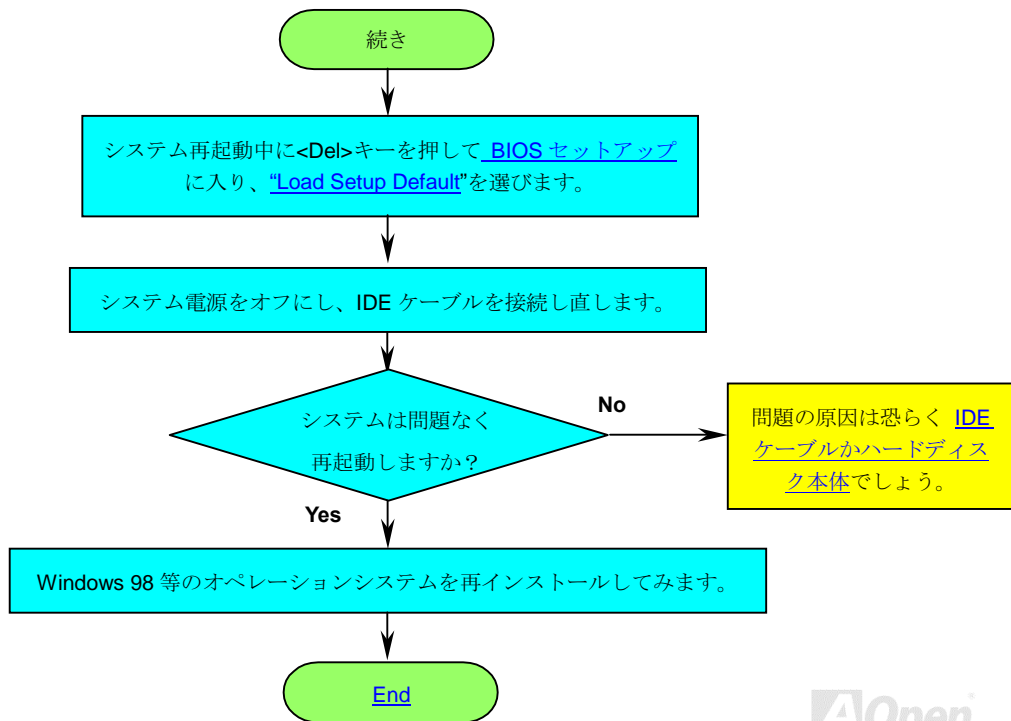 続き
システム再起動中に<Del>キーを押して BIOS セットアップ
に入り、“Load Setup Default”を選びます。
システム電源をオフにし、IDE ケーブルを接続し直します。
システムは問題なく
再起動しますか？
No
問題の原因は恐らく IDE
ケーブルかハードディス
ク本体でしょう。
Yes
Windows 98 等のオペレーションシステムを再インストールしてみます。
End
AOpen